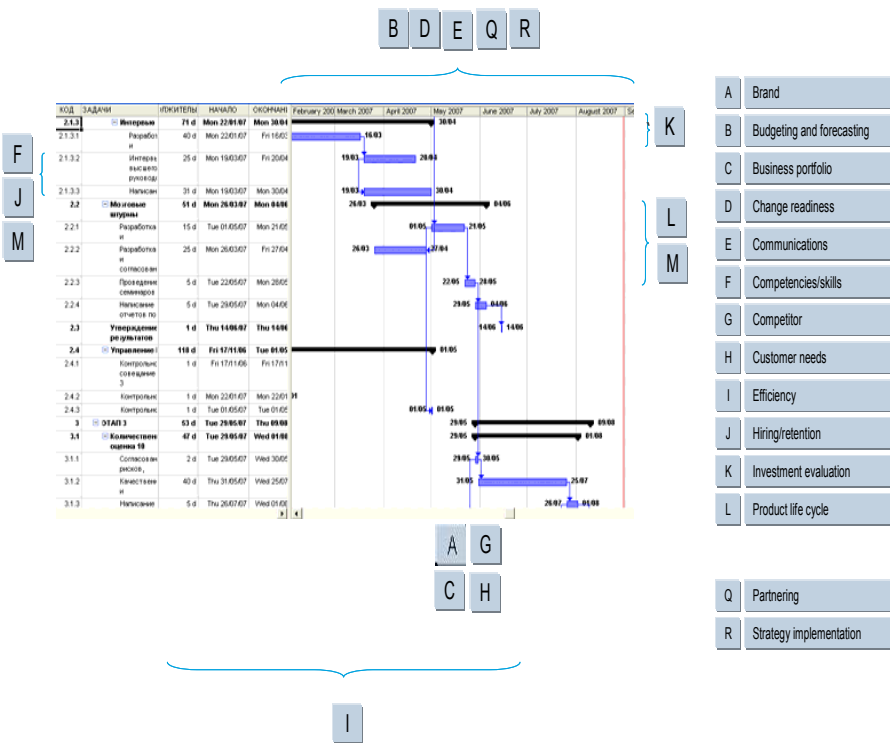 B D E Q R
КОД ЗАДАЧИ НАЧАЛО ОКОНЧАНИ February 200 March 2007 April 2007 May 2007 June 2007 July 2007 August 2007
2.1.3 Интервью 71 d Mon 22/01/07 Mon 30/04 30/04
2.1.3.1 Разработ 40 d Mon 22/01/07 Fri 16/03 16/03
и
2.1.3.2 25 d Mon 19/03/07 Fri 20/04 19/03 20/04
высшего
руковод
2.1.3.3 Написан 31 d Mon 19/03/07 Mon 30/04 19/03 30/04
2.2 Мозговые 51 d Mon 26/03/07 Mon 04/06 26/03 04/06
штурмы
2.2.1 Разработка 15 d Tue 01/05/07 Mon 21/05 01/05 21/05
и
2.2.2 Разработка 25 d Mon 26/03/07 Fri 27/04 26/03 27/04
и
согласован
2.2.3 Проведение 5 d Tue 22/05/07 Mon 28/05 22/05 28/05
семинаров
2.2.4 Написание 5 d Tue 29/05/07 Mon 04/06 29/05 04/06
отчетов по
2.3 Утверждение 1 d Thu 14/06/07 Thu 14/06 14/06 14/06
результатов
2.4 Управление 118 d Fri 17/11/06 Tue 01/05 01/05
2.4.1 Контрольнс 1 d Fri 17/11/06 Fri 17/11
совещание
3
2.4.2 Контрольнс 1 d Mon 22/01/07 Mon 22/01
2.4.3 Контрольнс 1 d Tue 01/05/07 Tue 01/05 01/05 01/05
3 ЭТАП 3 53 d Tue 29/05/07 Thu 09/08 29/05 09/08
3.1 Количествен 47 d Tue 29/05/07 Wed 01/08 29/05 01/08
оценка 10
3.1.1 Согласован 2 d Tue 29/05/07 Wed 30/05 29/05 30/05
рисков,
3.1.2 Качествен 40 d Thu 31/05/07 Wed 25/07 31/05 25/07
и
3.1.3 Написание 5 d Thu 26/07/07 Wed 01/08 26/07 01/08
F
J
M
K
L
M
A G
C H
I
A Brand
B Budgeting and forecasting
C Business portfolio
D Change readiness
E Communications
F Competencies/skills
G Competitor
H Customer needs
I Efficiency
J Hiring/retention
K Investment evaluation
L Product life cycle
Q Partnering
R Strategy implementation